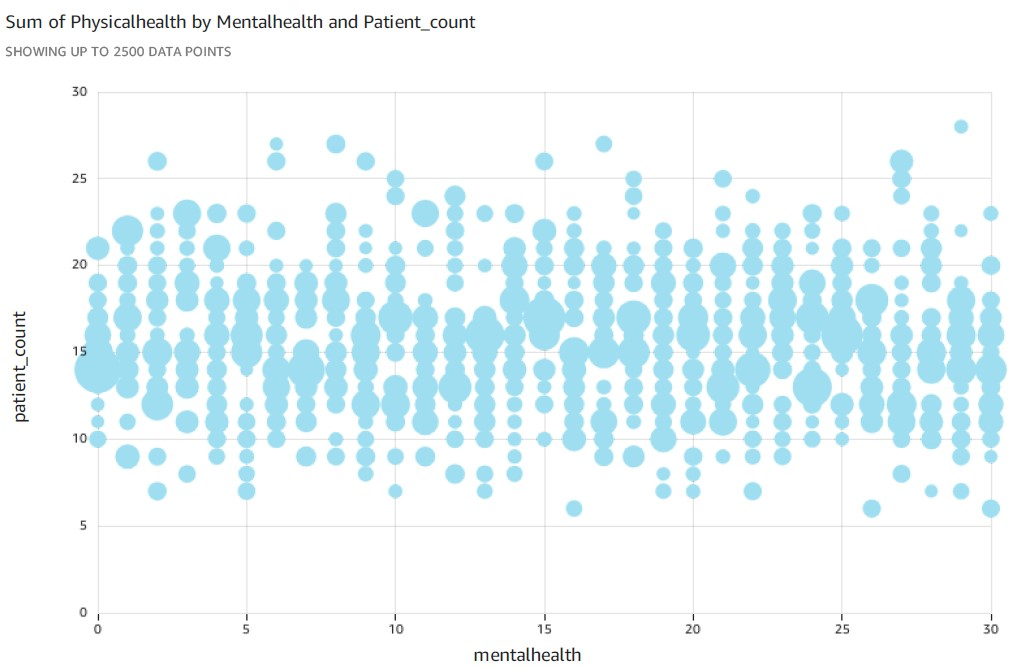 Sum of Physicalhealth by Mentalhealth and Patient_count
SHOWING UP TO 2500 DATA POINTS
30
25
20
15
10
5
0
patient_count
0 5 10 15 20 25 30
mentalhealth